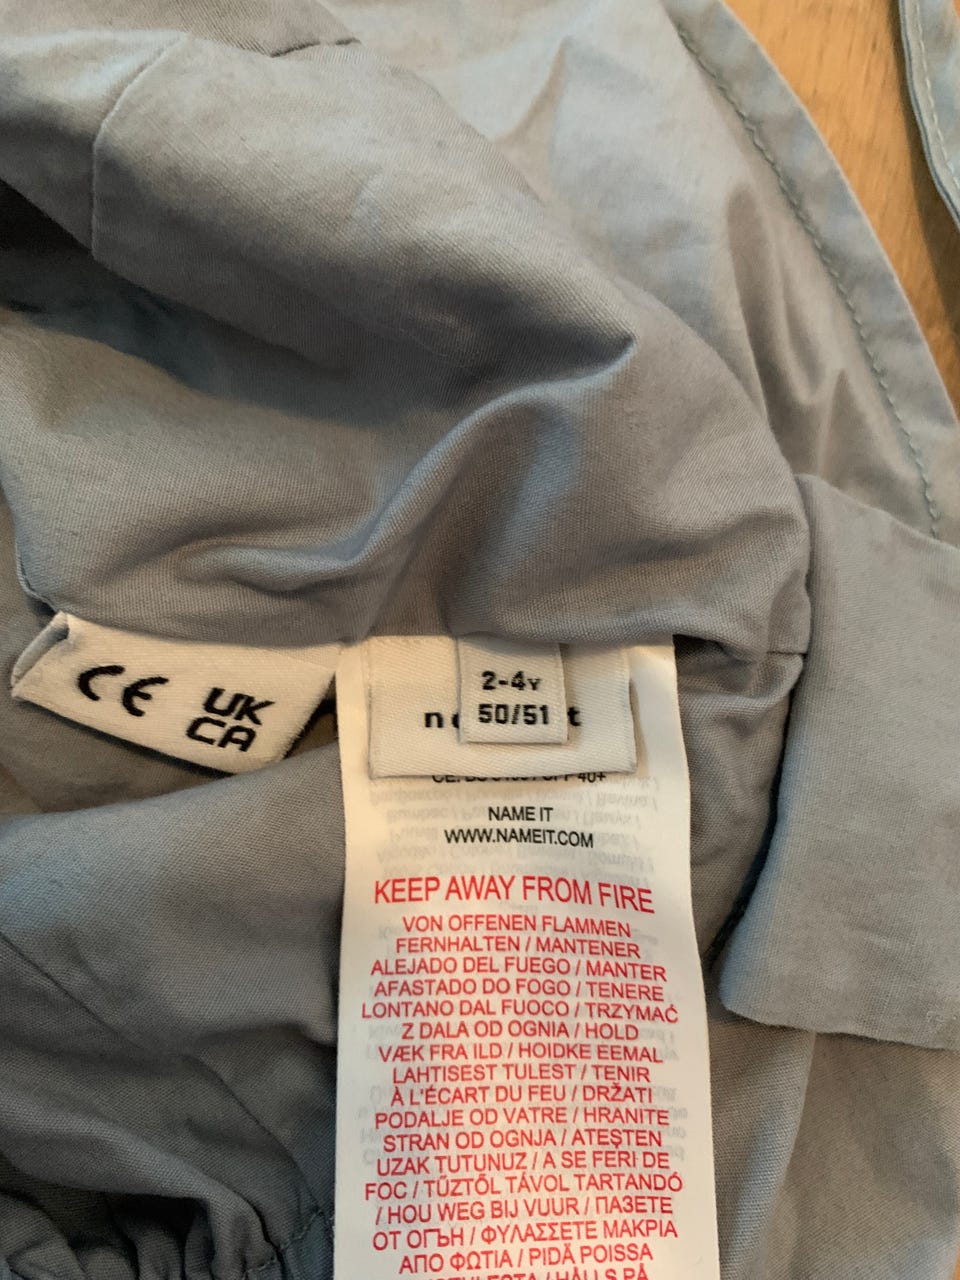 CE
UK
CA
2-4Y
50/51
NAME IT
WWW.NAMEIT.COM
KEEP AWAY FROM FIRE
VON OFFENEN FLAMMEN
FERNHALTEN / MANTENER
ALEJADO DEL FUEGO / MANTER
AFASTADO DO FOGO / TENERE
LONTANO DAL FUOCO / TRZYMAĆ
Z DALA OD OGNIA / HOLD
VÆK FRA ILD / HOIDKE EEMAL
LAHTISEST TULEST / TENIR
À L'ÉCART DU FEU / DRŽATI
PODALJE OD VATRE / HRANITE
STRAN OD OGNJA / ATEŞTEN
UZAK TUTUNUZ / A SE FERI DE
FOC / TŰZTŐL TÁVOL TARTANDÓ
/ HOU WEG BIJ VUUR / ПАЗЕТЕ
ОТ ОГЪН / ΦΥΛΑΣΣΕΤΕ ΜΑΚΡΙΑ
ΑΠΟ ΦΩΤΙΑ / PIDÄ POISSA
/ HÅLLS PÅ